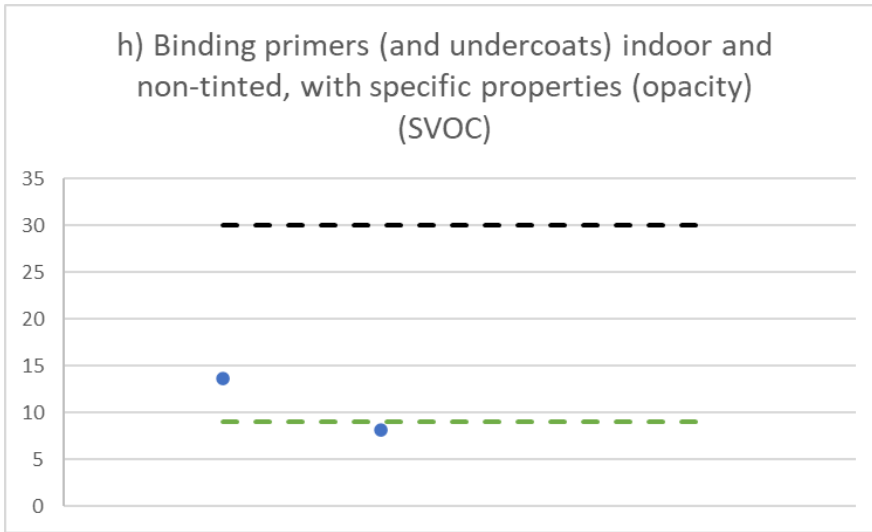 h) Binding primers (and undercoats) indoor and
non-tinted, with specific properties (opacity)
(SVOC)
35
30
25
20
15
10
5
0